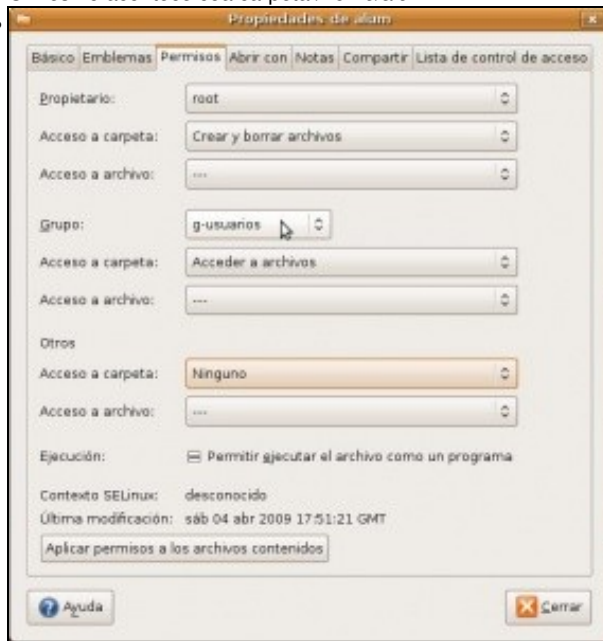 Propiedades de alum
Básico Emblemas Permisos Abrir con Notas Compartir Lista de control de acceso
Propietario: root
Acceso a carpeta: Crear y borrar archivos
Acceso a archivo: ---
Grupo: g-usuarios
Acceso a carpeta: Acceder a archivos
Acceso a archivo: ---
Otros
Acceso a carpeta: Ninguno
Acceso a archivo: ---
Ejecución: Permitir ejecutar el archivo como un programa
Contexto SELinux: desconocido
Última modificación: sáb 04 abr 2009 17:51:21 GMT
Aplicar permisos a los archivos contenidos
Ayuda Cerrar